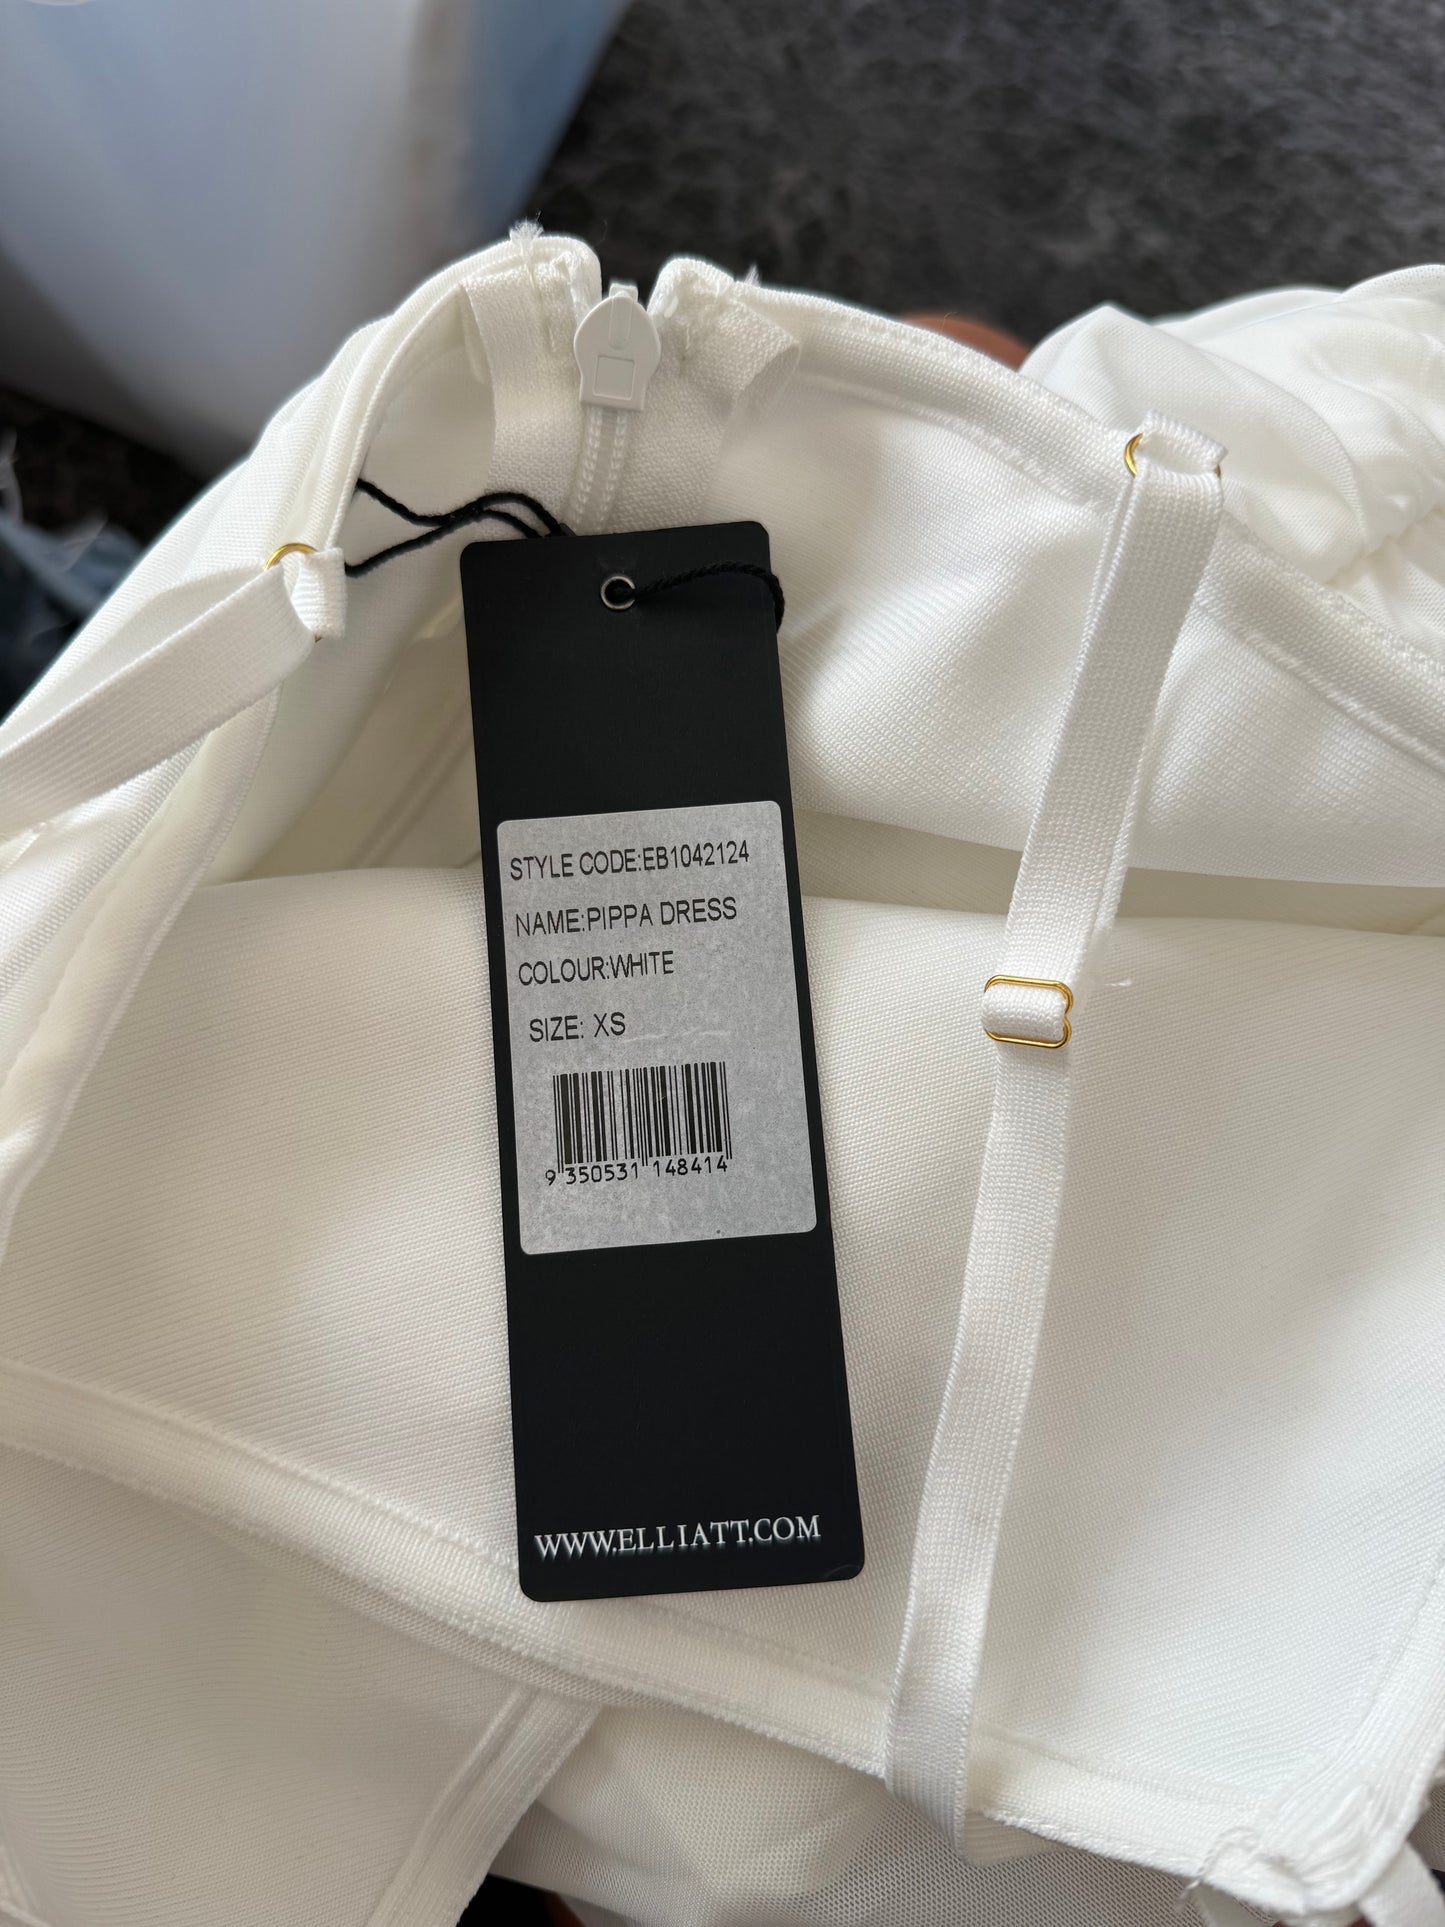 STYLE CODE:EB1042124
NAME:PIPPA DRESS
COLOUR:WHITE
SIZE: XS
9 350531 148414
WWW.ELLIATT.COM